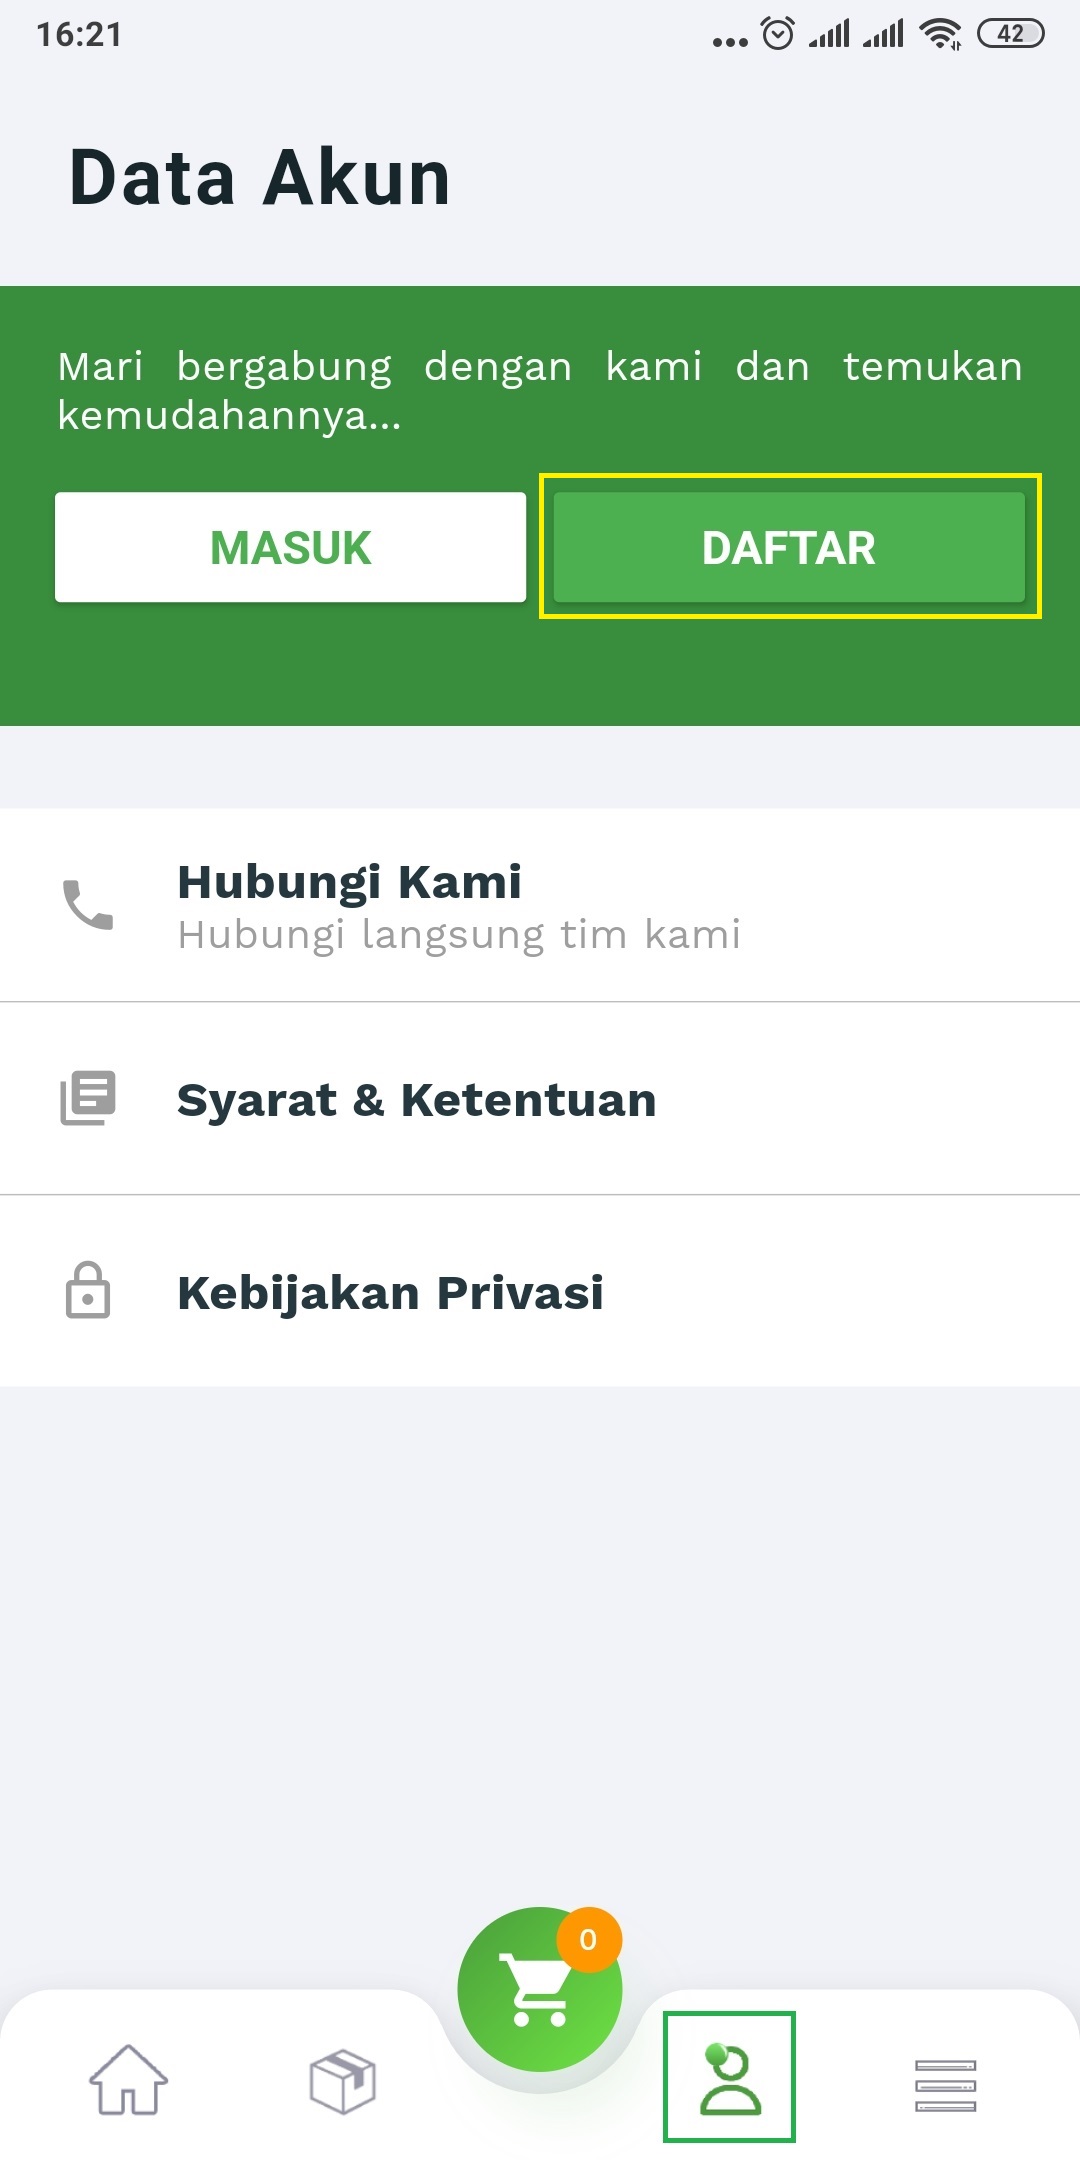 16:21
42
Data Akun
Mari bergabung dengan kami dan temukan
kemudahannya...
MASUK
DAFTAR
Hubungi Kami
Hubungi langsung tim kami
Syarat & Ketentuan
Kebijakan Privasi
0